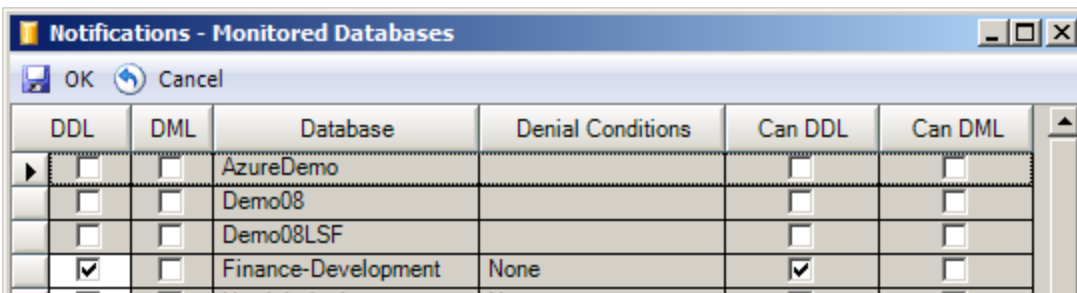 Notifications - Monitored Databases
OK Cancel
DDL DML Database Denial Conditions Can DDL Can DML
AzureDemo
Demo08
Demo08LSF
Finance-Development None